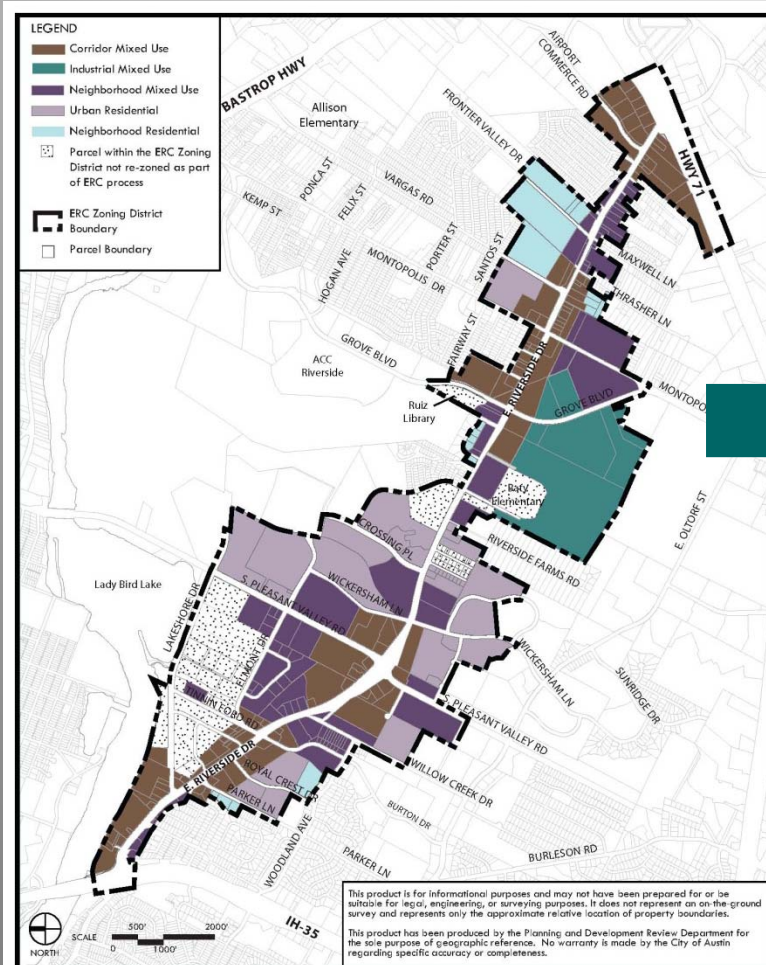 LEGEND
Corridor Mixed Use
Industrial Mixed Use
Neighborhood Mixed Use
Urban Residential
Neighborhood Residential
Parcel within the ERC Zoning
District not re-zoned as part
of ERC process
ERC Zoning District
Boundary
Parcel Boundary
BASTROP HWY
AIRPORT
COMMERCE RD
Allison
Elementary
FRONTIER VALLEY DR
HWY 71
PONCA ST
VARGAS RD
FELIX ST
KEMP ST
PORTER ST
SANTOS ST
MAXWELL LN
HOGAN AVE
MONTOPOLIS DR
THRASHER LN
GROVE BLVD
FAIRWAY ST
ACC
Riverside
E. RIVERSIDE DR
MONTOPOL
GROVE BLVD
Ruiz
Library
Baty
Elementary
E. OLTORF ST
CROSSING PL
RIVERSIDE FARMS RD
Lady Bird Lake
LAKESHORE DR
WICKERSHAM LN
S. PLEASANT VALLEY RD
ELMONT DR
WICKERSHAM LN
SUNRIDGE DR
TINNIN FORD RD
S. PLEASANT VALLEY RD
E. RIVERSIDE DR
ROYAL CREST DR
WILLOW CREEK DR
PARKER LN
BURTON DR
WOODLAND AVE
BURLESON RD
PARKER LN
IH-35
NORTH
SCALE
500'
2000'
0
1000'
This product is for informational purposes and may not have been prepared for or be
suitable for legal, engineering, or surveying purposes. It does not represent an on-the-ground
survey and represents only the approximate relative location of property boundaries.
This product has been produced by the Planning and Development Review Department for
the sole purpose of geographic reference. No warranty is made by the City of Austin
regarding specific accuracy or completeness.